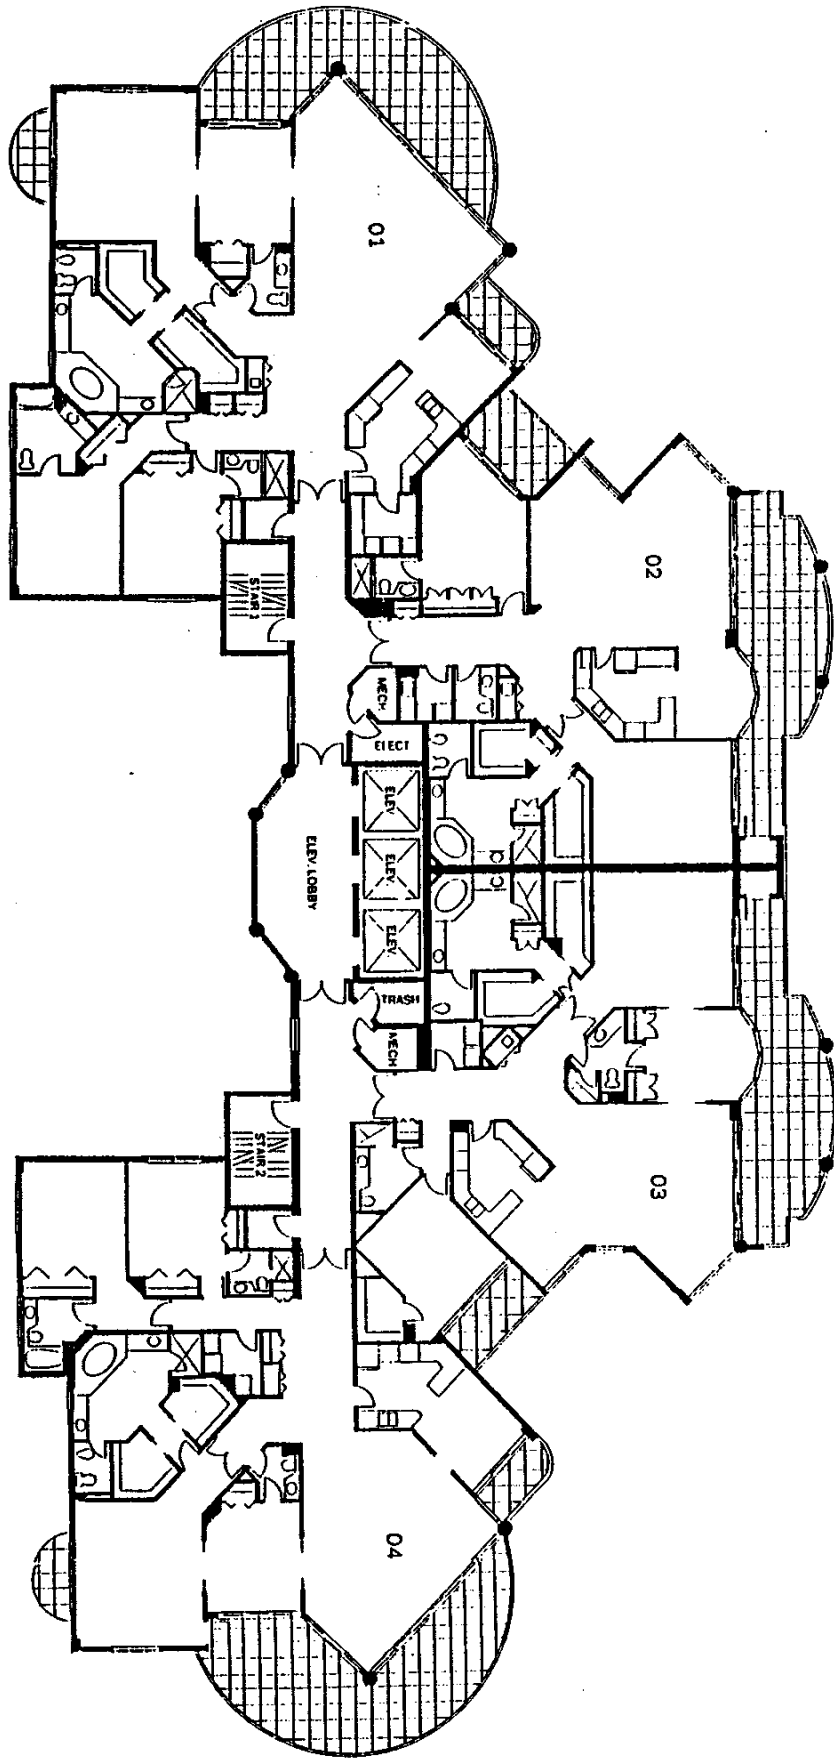 01
02
STAIR 1
MECH
ELECT
ELEV.
ELEV. LOBBY
ELEV.
ELEV.
TRASH
MECH
STAIR 2
03
04